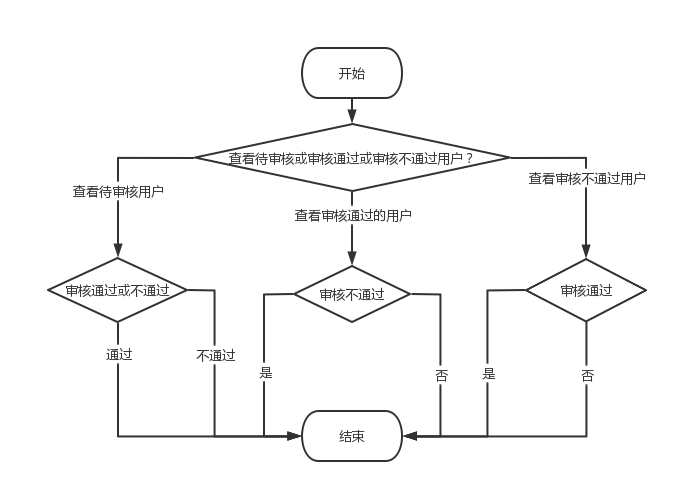 开始
查看待审核或审核通过或审核不通过用户？
查看待审核用户
查看审核通过的用户
查看审核不通过用户
审核通过或不通过
审核不通过
审核通过
通过
不通过
是
否
是
否
结束